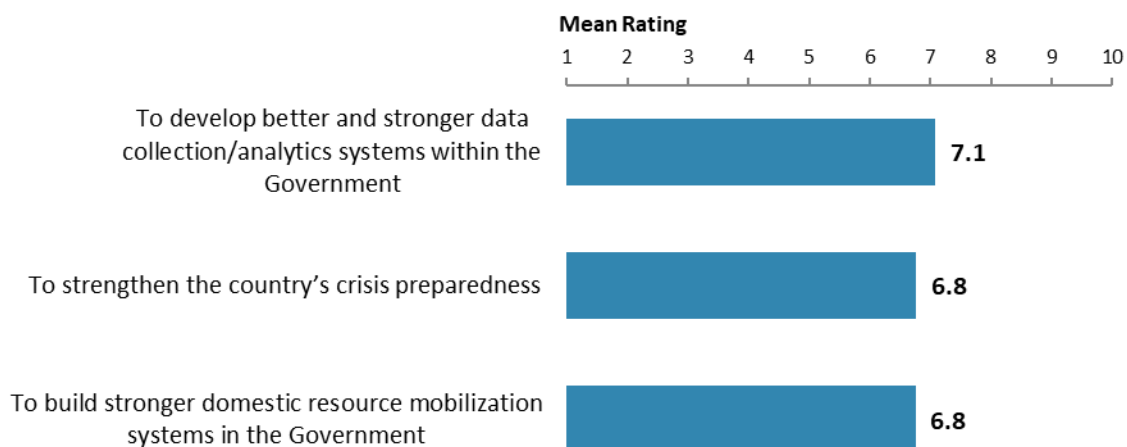 Mean Rating
1 2 3 4 5 6 7 8 9 10
To develop better and stronger data
collection/analytics systems within the
Government
7.1
To strengthen the country’s crisis preparedness
6.8
To build stronger domestic resource mobilization
systems in the Government
6.8